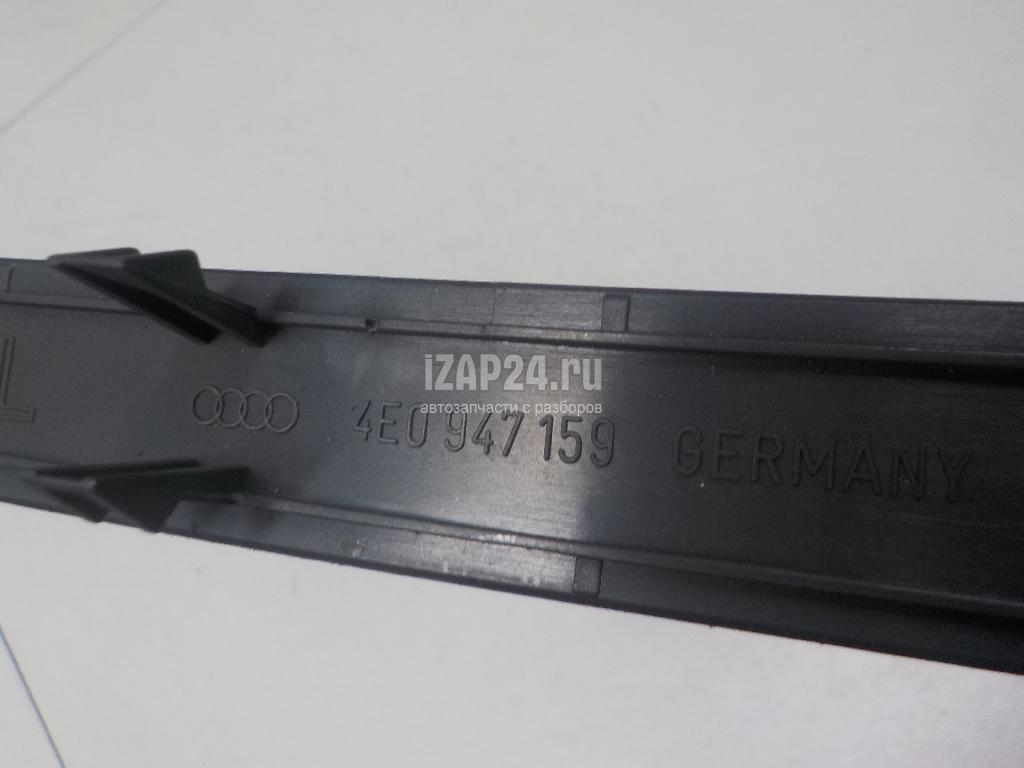 iZAP24.ru
автозапчасти с разборов
L
4E0 947 159 GERMANY